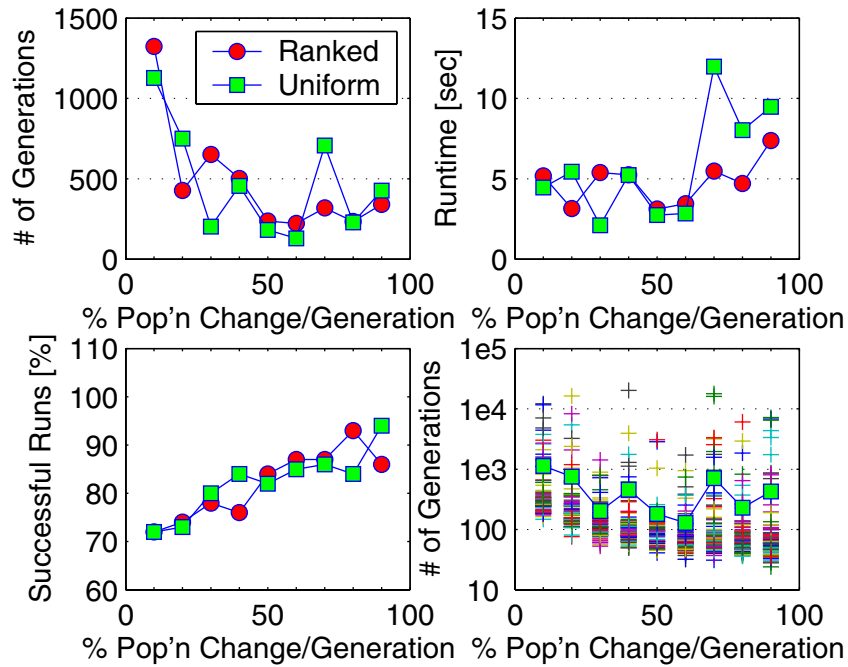 1500
1000
500
0
# of Generations
Ranked
Uniform
0
50
100
% Pop'n Change/Generation
15
10
5
0
Runtime [sec]
0
50
100
% Pop'n Change/Generation
110
100
90
80
70
60
Successful Runs [%]
0
50
100
% Pop'n Change/Generation
1e5
1e4
1e3
100
10
# of Generations
0
50
100
% Pop'n Change/Generation